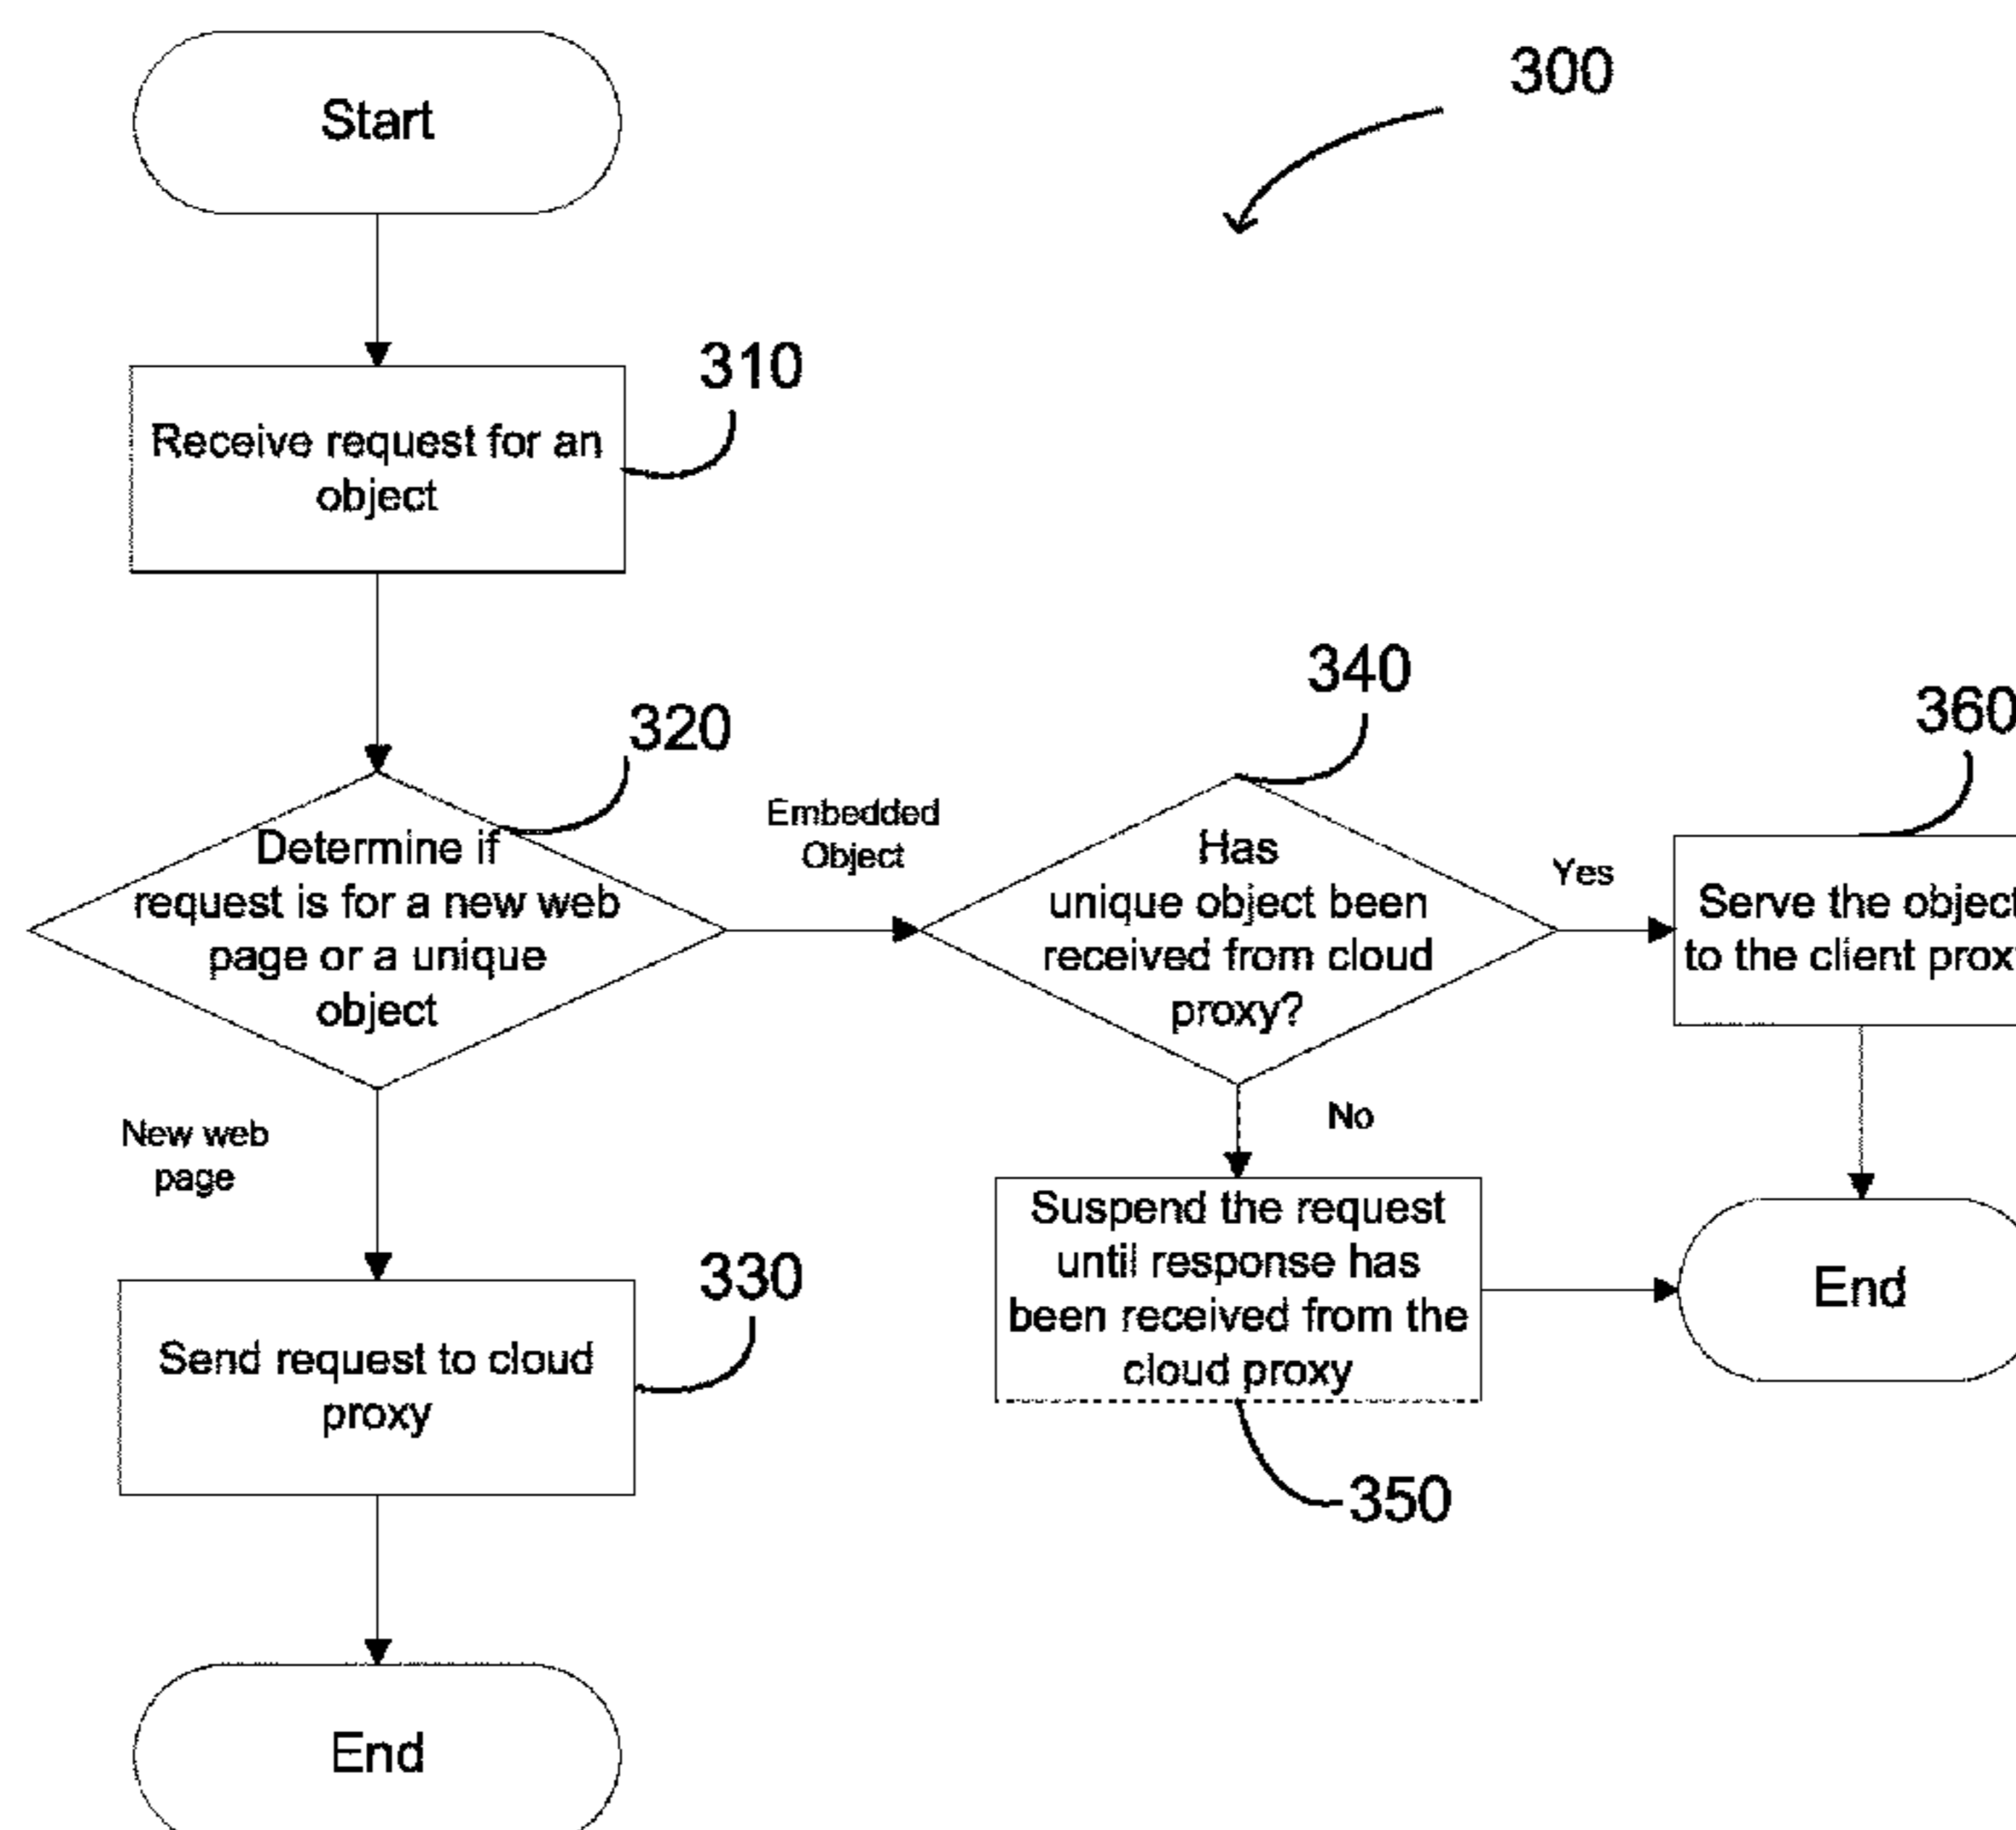 Start
300
310
Receive request for an
object
320
Determine if
request is for a new web
page or a unique
object
Embedded
Object
340
Has
unique object been
received from cloud
proxy?
Yes
360
Serve the object
to the client
No
Suspend the request
until response has
been received from the
cloud proxy
350
End
New web
page
330
Send request to cloud
proxy
End